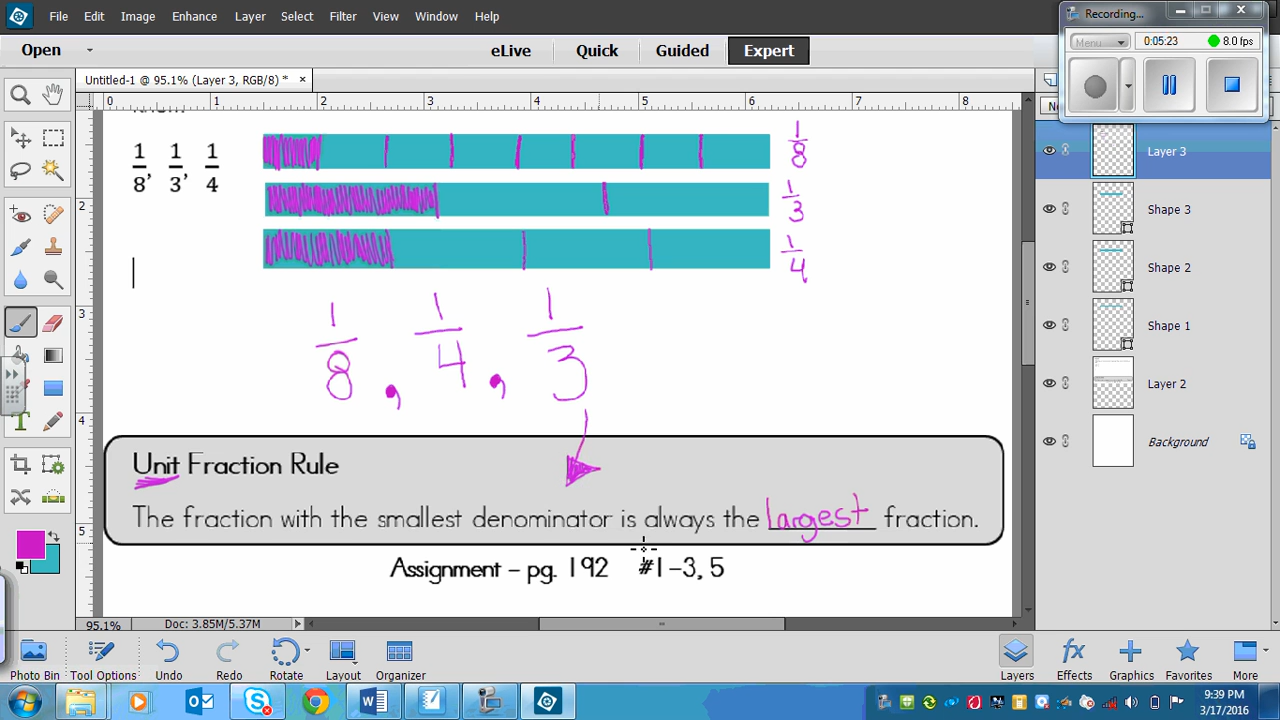 File Edit Image Enhance Layer Select Filter View Window Help
Recording...
Menu 0:05:23 8.0 fps
Open eLive Quick Guided Expert
Untitled-1 @ 95.1% (Layer 3, RGB/8) *
0 1 2 3 4 5 6 7 8
1/8, 1/3, 1/4
1/8
1/3
1/4
1/8, 1/4, 1/3
2
3
4
5
Unit Fraction Rule
The fraction with the smallest denominator is always the largest fraction.
Assignment – pg. 192 #1-3, 5
Layer 3
Shape 3
Shape 2
Shape 1
Layer 2
Background
95.1% Doc: 3.85M/5.37M
Photo Bin Tool Options Undo Redo Rotate Layout Organizer Layers Effects Graphics Favorites More
9:39 PM
3/17/2016